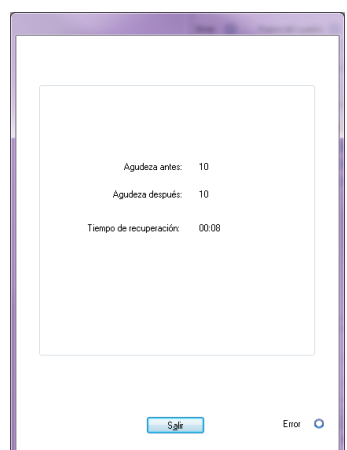 Agudeza antes: 10
Agudeza después: 10
Tiempo de recuperación: 00:08
Salir Error